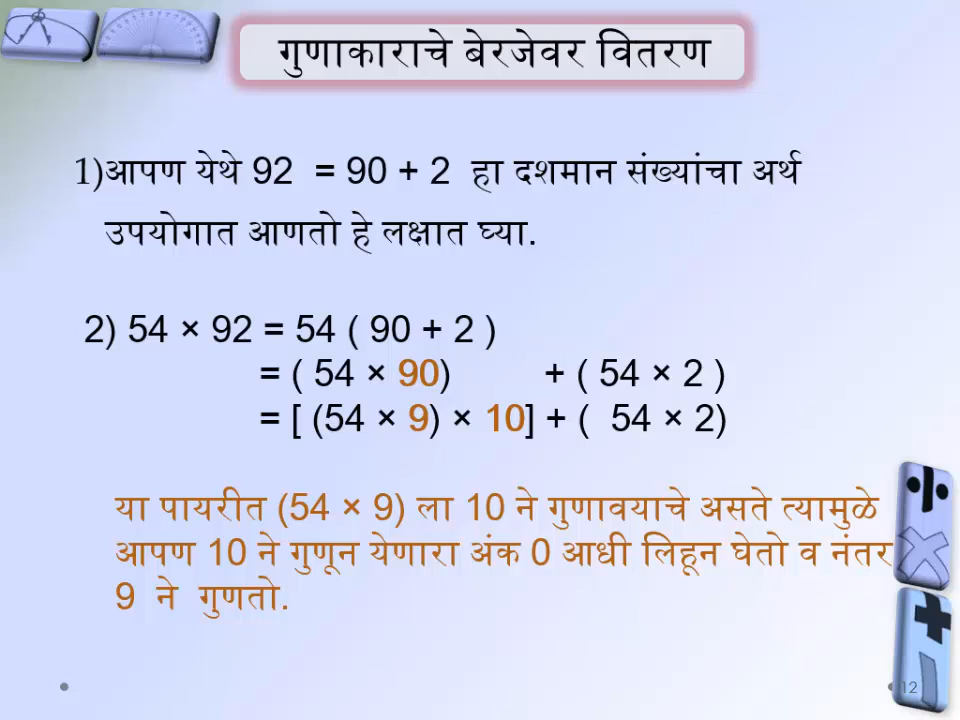 गुणाकाराचे बेरजेवर वितरण
1)आपण येथे 92 = 90 + 2 हा दशमान संख्यांचा अर्थ
उपयोगात आणतो हे लक्षात घ्या.
2) 54 × 92 = 54 ( 90 + 2 )
= ( 54 × 90) + ( 54 × 2 )
= [ (54 × 9) × 10] + ( 54 × 2)
या पायरीत (54 × 9) ला 10 ने गुणावयाचे असते त्यामुळे
आपण 10 ने गुणून येणारा अंक 0 आधी लिहून घेतो व नंतर
9 ने गुणतो.
12